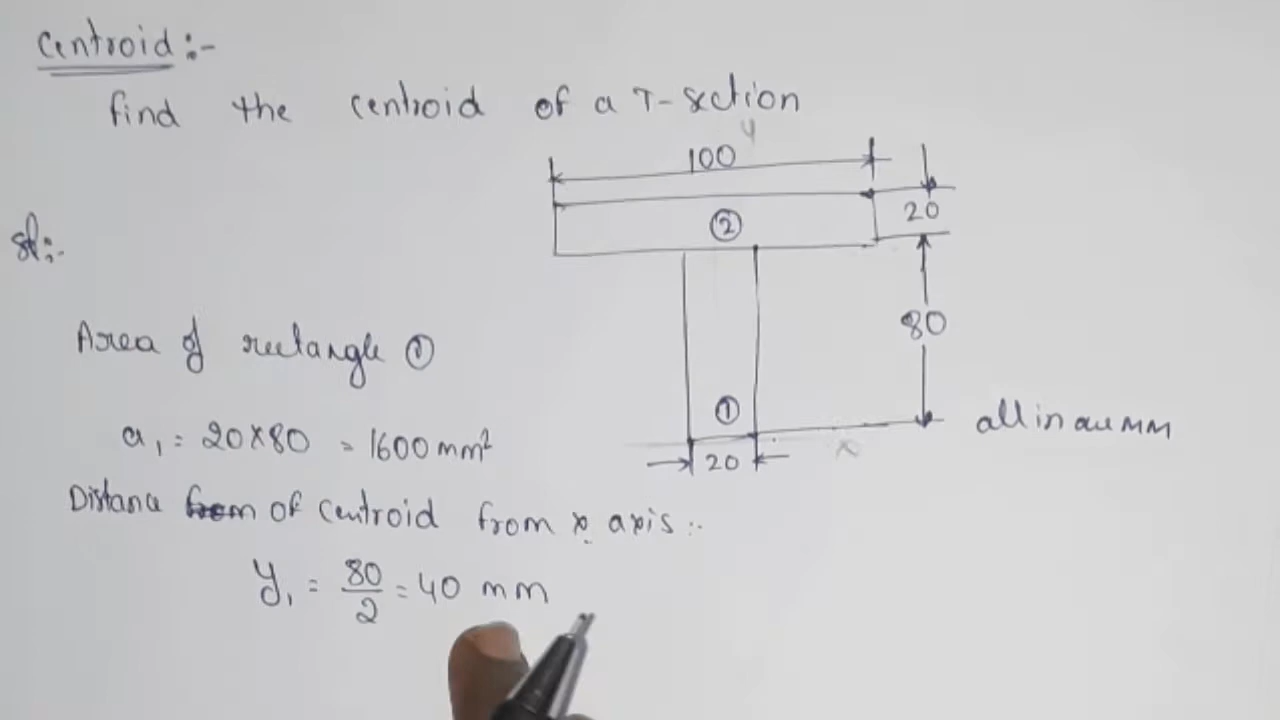 Centroid:-
find the centroid of a T-section
y
100
20
②
sol:-
80
Area of rectangle ①
①
all in are MM
a₁ = 20×80 = 1600 mm²
x
20
Distance from of centroid from x axis:-
y₁ = 80/2 = 40 mm